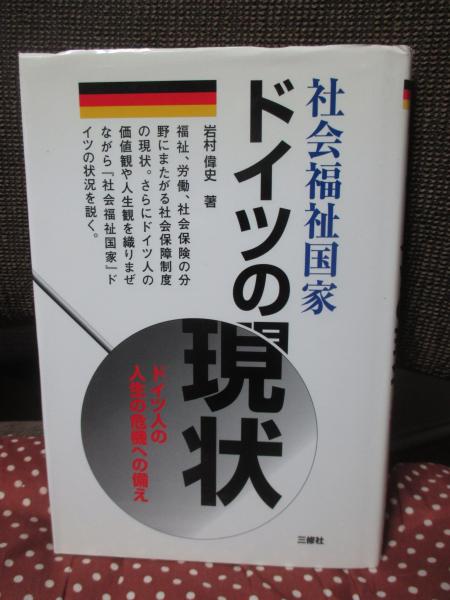 社会福祉国家
ドイツの現状
岩村偉史 著
福祉、労働、社会保険の分
野にまたがる社会保障制度
の現状。さらにドイツ人の
価値観や人生観を織りまぜ
ながら『社会福祉国家』ド
イツの状況を説く。
ドイツ人の
人生の危機への備え
三修社